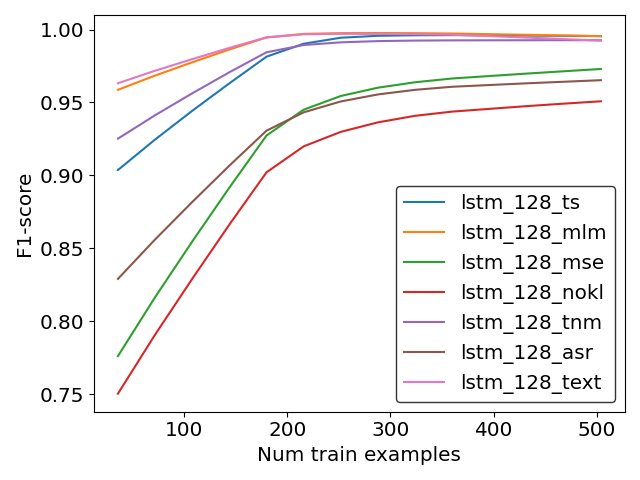 1.00
0.95
0.90
0.85
0.80
0.75
F1-score
100 200 300 400 500
Num train examples
lstm_128_ts
lstm_128_mlm
lstm_128_mse
lstm_128_nokl
lstm_128_tnm
lstm_128_asr
lstm_128_text